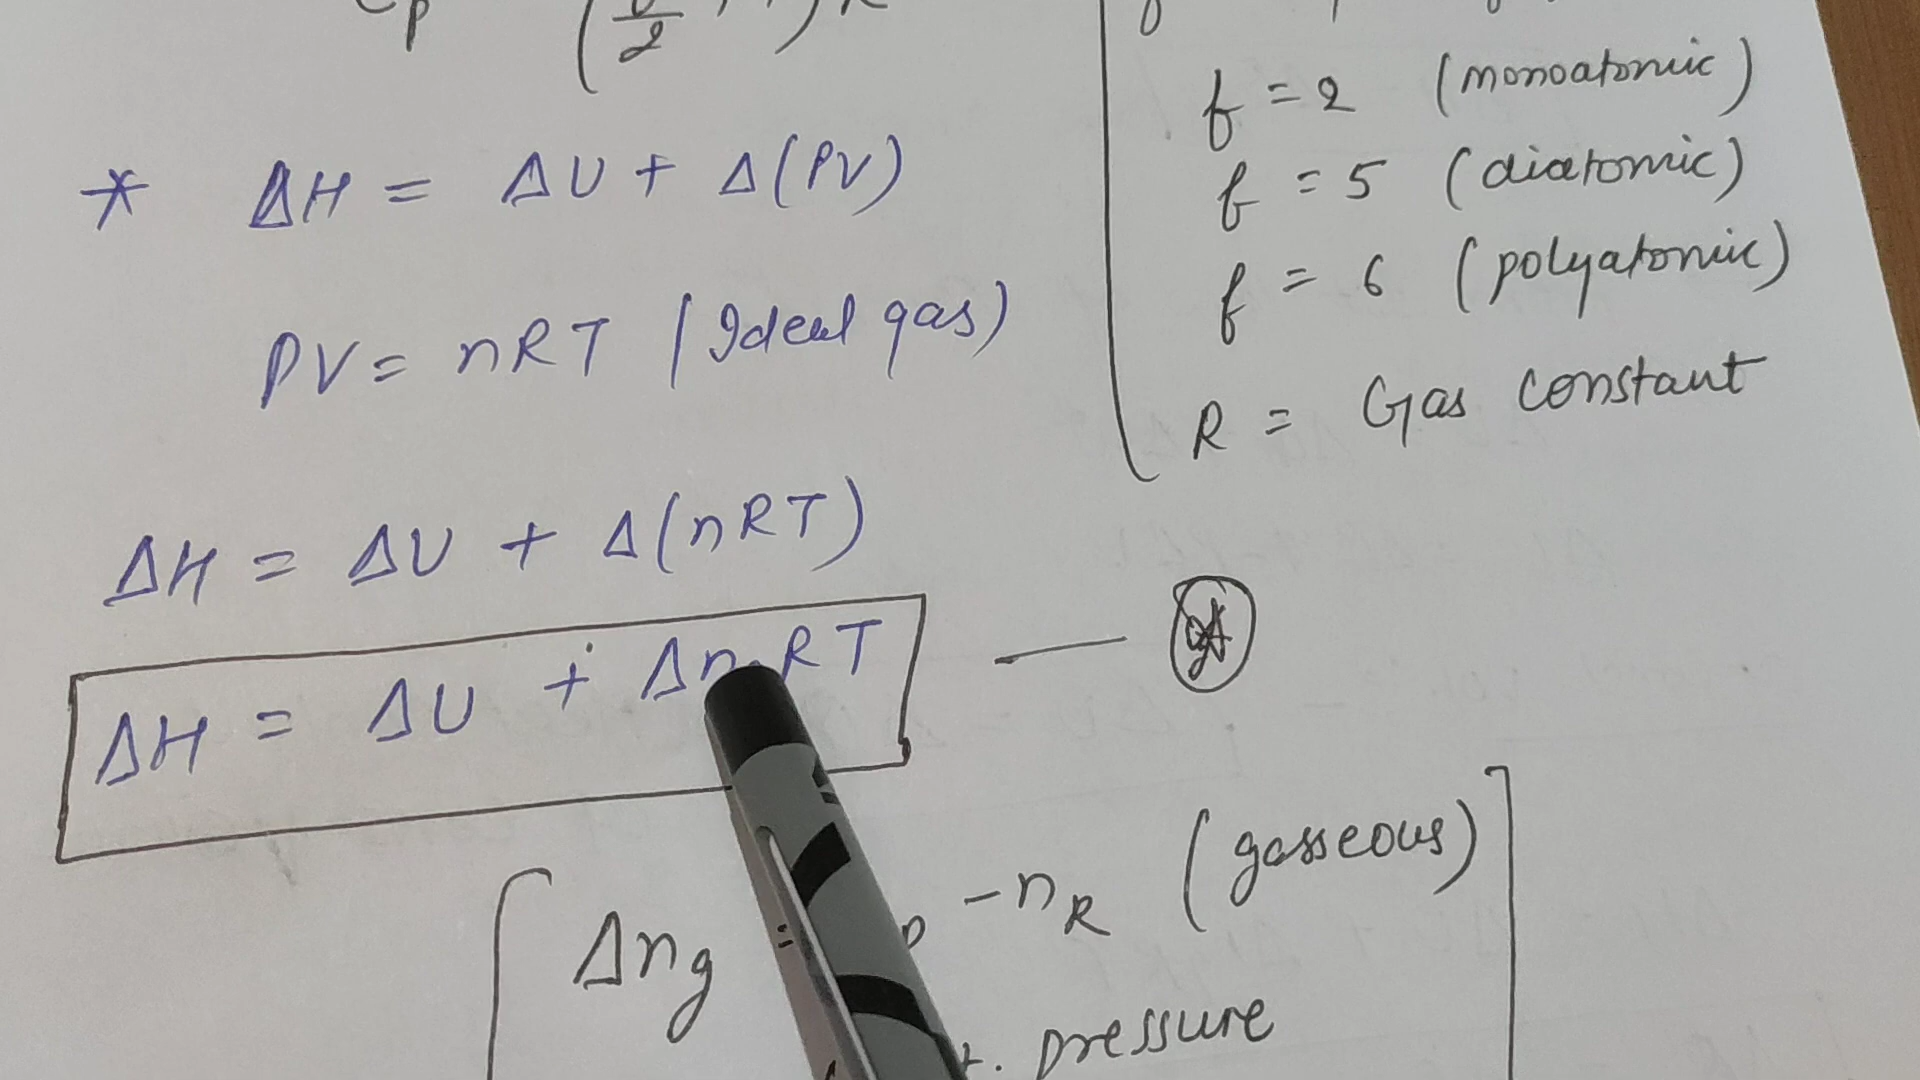 f = 2 (monoatomic)
* ΔH = ΔU + Δ(PV)
f = 5 (diatomic)
PV = nRT (Ideal gas)
f = 6 (polyatomic)
R = Gas constant
ΔH = ΔU + Δ(nRT)
ΔH = ΔU + Δn RT
Δng - nR (gasseous)
pressure